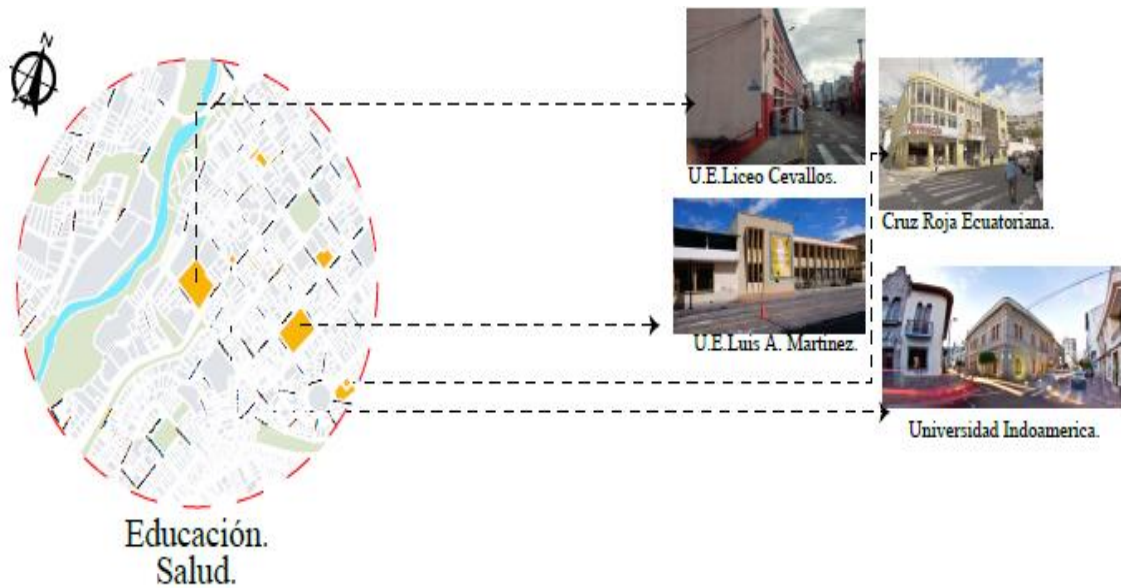 N
U.E.Liceo Cevallos.
Cruz Roja Ecuatoriana.
U.E.Luis A. Martinez.
Universidad Indoamerica.
Educación.
Salud.